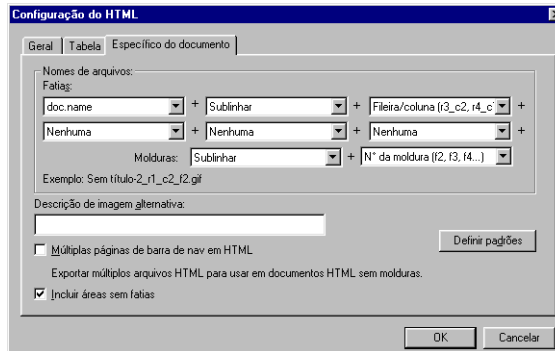 Configuração do HTML
Geral Tabela Específico do documento
Nomes de arquivos:
Fatias:
doc.name + Sublinhar + Fileira/coluna (r3_c2, r4_c +
Nenhuma + Nenhuma + Nenhuma +
Molduras: Sublinhar + N° da moldura (f2, f3, f4...)
Exemplo: Sem título-2_r1_c2_f2.gif
Descrição de imagem alternativa:
Múltiplas páginas de barra de nav em HTML
Definir padrões
Exportar múltiplos arquivos HTML para usar em documentos HTML sem molduras.
Incluir áreas sem fatias
OK Cancelar